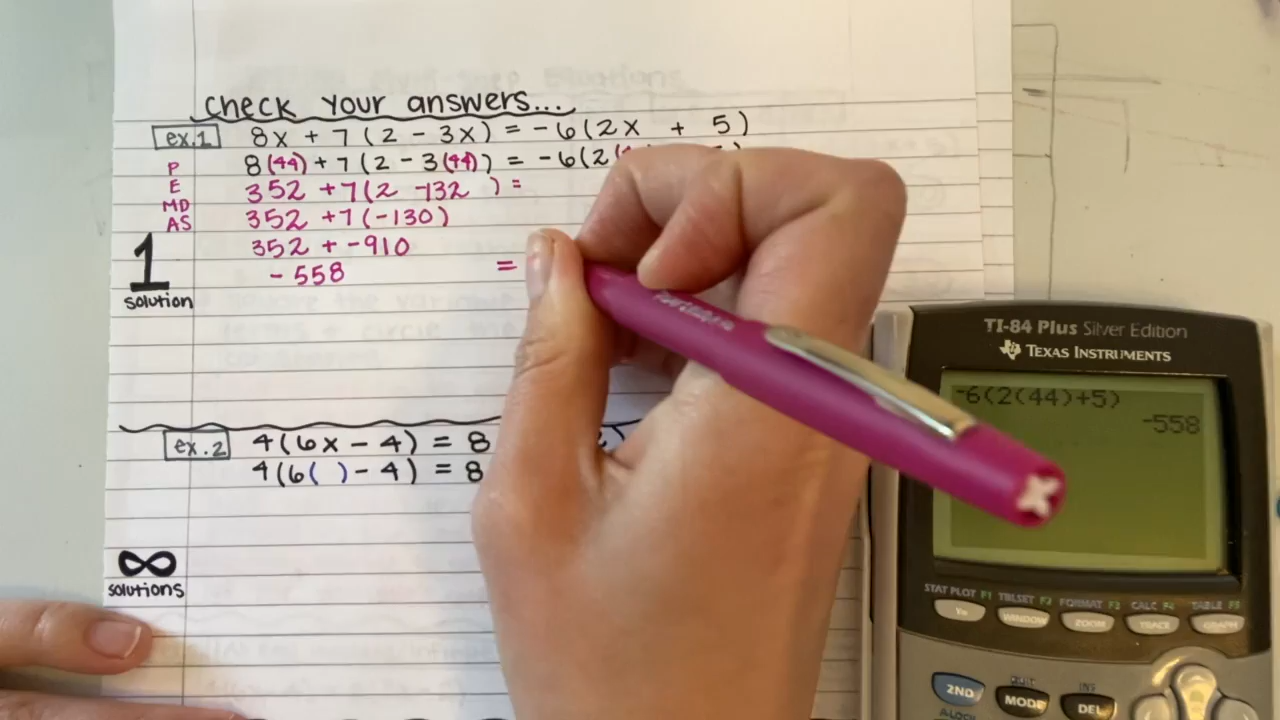 check your answers...
ex.1 8x + 7(2 - 3x) = -6(2x + 5)
P 8(44) + 7(2 - 3(44)) = -6(2
E 352 +7(2 -132 ) =
MD
AS 352 +7(-130)
352 + -910
-558 =
1
solution
ex.2 4(6x - 4) = 8
4(6( ) - 4) = 8
∞
solutions
TI-84 Plus Silver Edition
TEXAS INSTRUMENTS
-6(2(44)+5)
-558
STAT PLOT F1 TBLSET F2 FORMAT F3 CALC F4 TABLE F5
Y= WINDOW ZOOM TRACE GRAPH
QUIT INS
2ND MODE DEL
A-LOCK